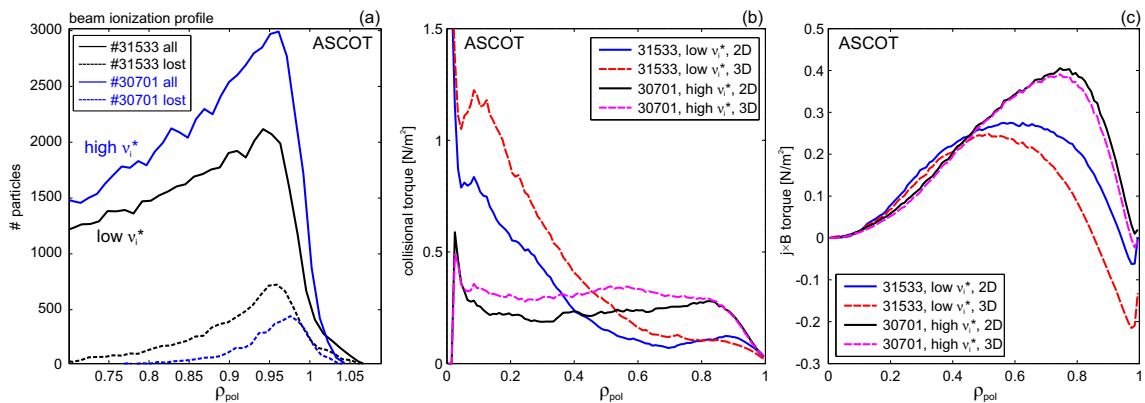 beam ionization profile
(a)
ASCOT
#31533 all
#31533 lost
#30701 all
#30701 lost
high νi*
low νi*
# particles
3000
2500
2000
1500
1000
500
0
0.8
0.85
0.9
0.95
1
1.05
ρpol
(b)
ASCOT
31533, low νi*, 2D
31533, low νi*, 3D
30701, high νi*, 2D
30701, high νi*, 3D
collisional torque [N/m²]
1.5
1
0.5
0
0
0.2
0.4
0.6
0.8
1
ρpol
(c)
ASCOT
j×B torque [N/m²]
0.5
0.4
0.3
0.2
0.1
0
-0.1
-0.2
-0.3
31533, low νi*, 2D
31533, low νi*, 3D
30701, high νi*, 2D
30701, high νi*, 3D
0
0.2
0.4
0.6
0.8
1
ρpol